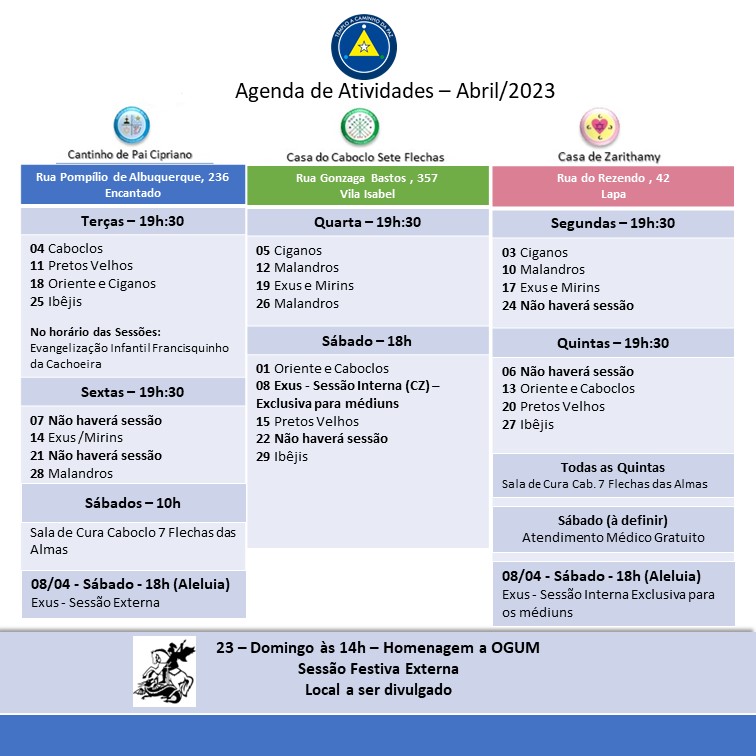 TEMPLO A CAMINHO DA PAZ
Agenda de Atividades – Abril/2023
Cantinho de Pai Cipriano
Rua Pompílio de Albuquerque, 236
Encantado
Terças – 19h:30
04 Caboclos
11 Pretos Velhos
18 Oriente e Ciganos
25 Ibêjis
No horário das Sessões:
Evangelização Infantil Francisquinho
da Cachoeira
Sextas – 19h:30
07 Não haverá sessão
14 Exus /Mirins
21 Não haverá sessão
28 Malandros
Sábados – 10h
Sala de Cura Caboclo 7 Flechas das
Almas
08/04 - Sábado - 18h (Aleluia)
Exus - Sessão Externa
Casa do Caboclo Sete Flechas
Rua Gonzaga Bastos , 357
Vila Isabel
Quarta – 19h:30
05 Ciganos
12 Malandros
19 Exus e Mirins
26 Malandros
Sábado – 18h
01 Oriente e Caboclos
08 Exus - Sessão Interna (CZ) –
Exclusiva para médiuns
15 Pretos Velhos
22 Não haverá sessão
29 Ibêjis
Casa de Zarithamy
Rua do Rezendo , 42
Lapa
Segundas – 19h:30
03 Ciganos
10 Malandros
17 Exus e Mirins
24 Não haverá sessão
Quintas – 19h:30
06 Não haverá sessão
13 Oriente e Caboclos
20 Pretos Velhos
27 Ibêjis
Todas as Quintas
Sala de Cura Cab. 7 Flechas das Almas
Sábado (à definir)
Atendimento Médico Gratuito
08/04 - Sábado - 18h (Aleluia)
Exus - Sessão Interna Exclusiva para
os médiuns
23 – Domingo às 14h – Homenagem a OGUM
Sessão Festiva Externa
Local a ser divulgado